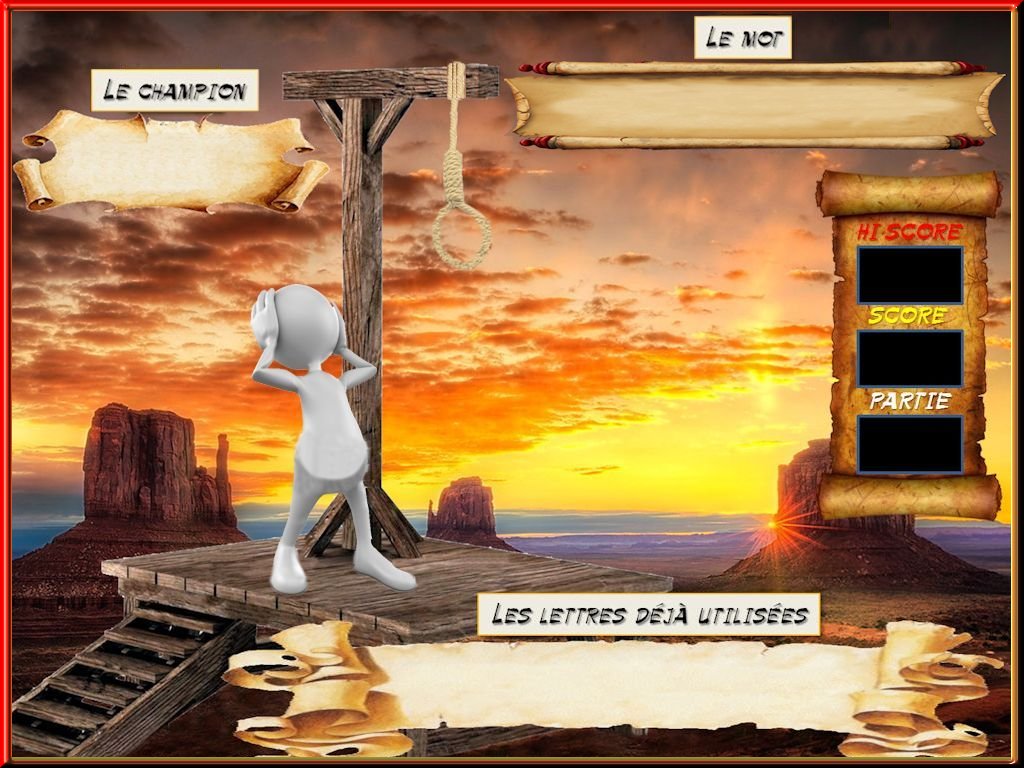 Le mot
Le champion
Hi Score
Score
Partie
Les lettres déjà utilisées